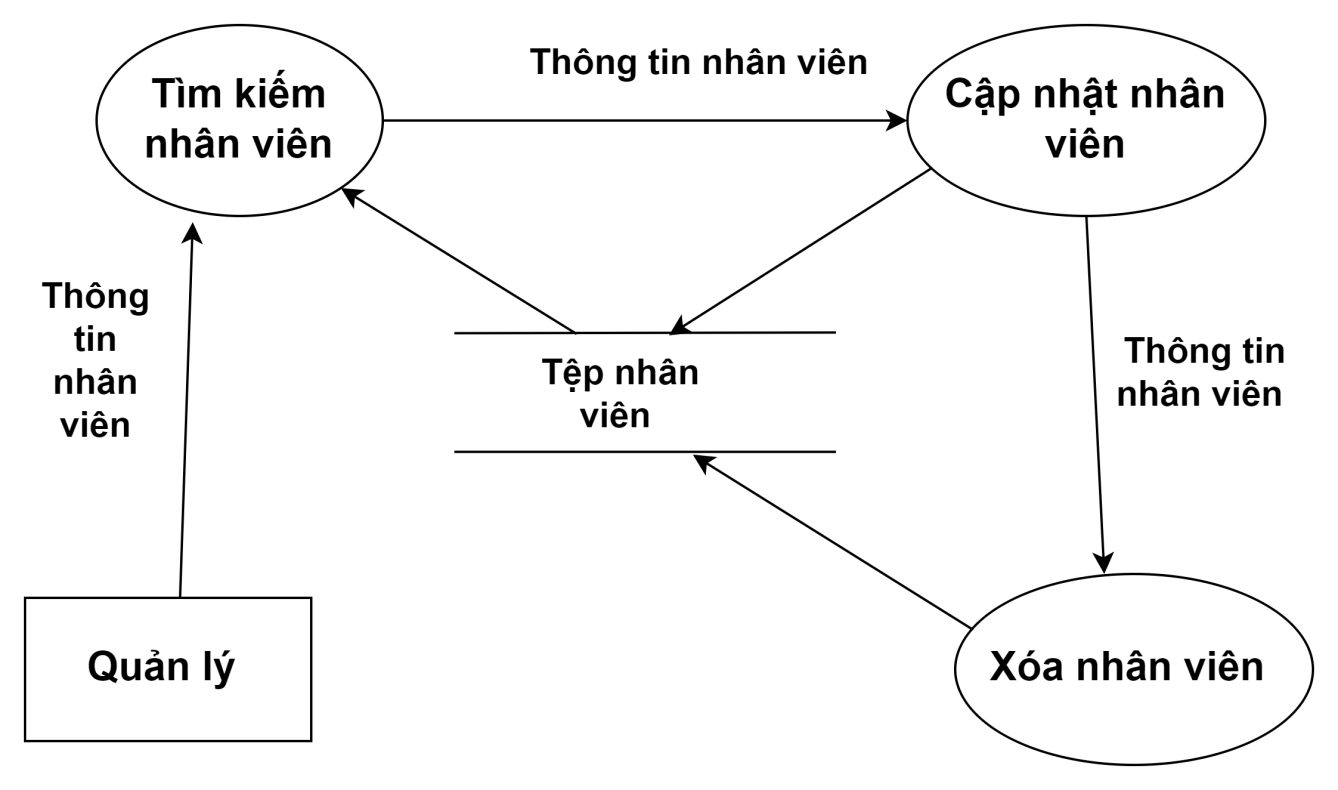 Thông tin nhân viên
Tìm kiếm
nhân viên
Cập nhật nhân
viên
Thông
tin
nhân
viên
Tệp nhân
viên
Thông tin
nhân viên
Quản lý
Xóa nhân viên